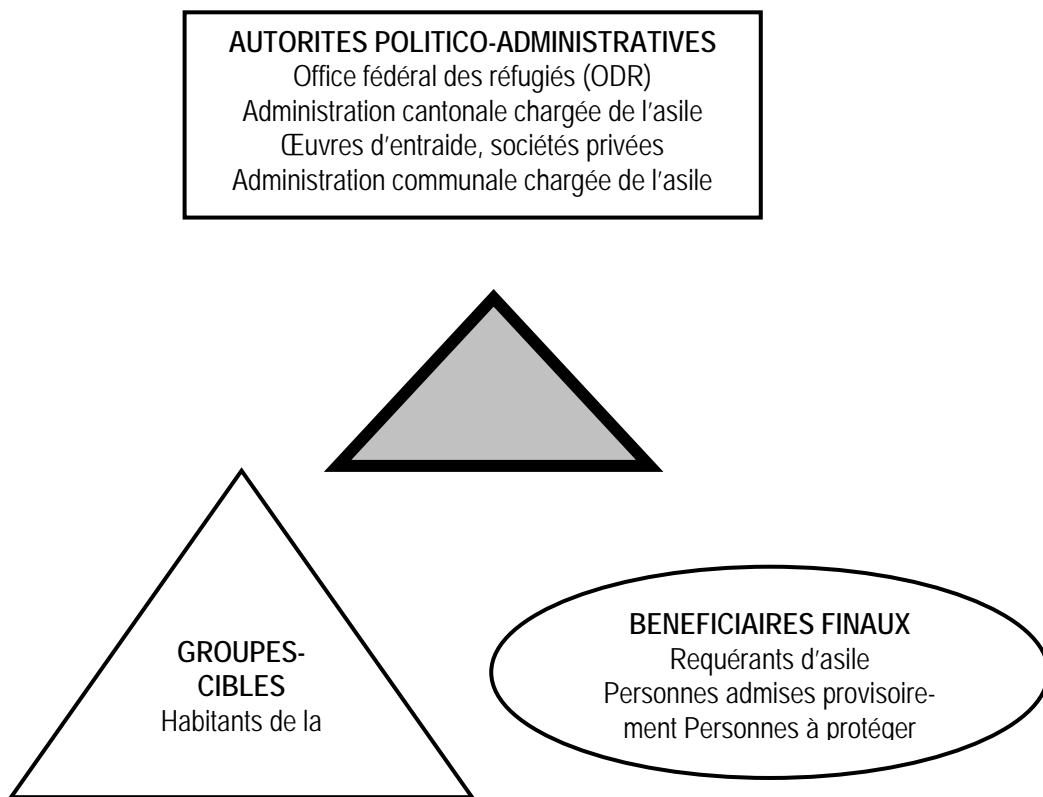 AUTORITES POLITICO-ADMINISTRATIVES
Office fédéral des réfugiés (ODR)
Administration cantonale chargée de l'asile
Œuvres d'entraide, sociétés privées
Administration communale chargée de l'asile
GROUPES-
CIBLES
Habitants de la
BENEFICIAIRES FINAUX
Requérants d'asile
Personnes admises provisoire-
ment Personnes à protéger